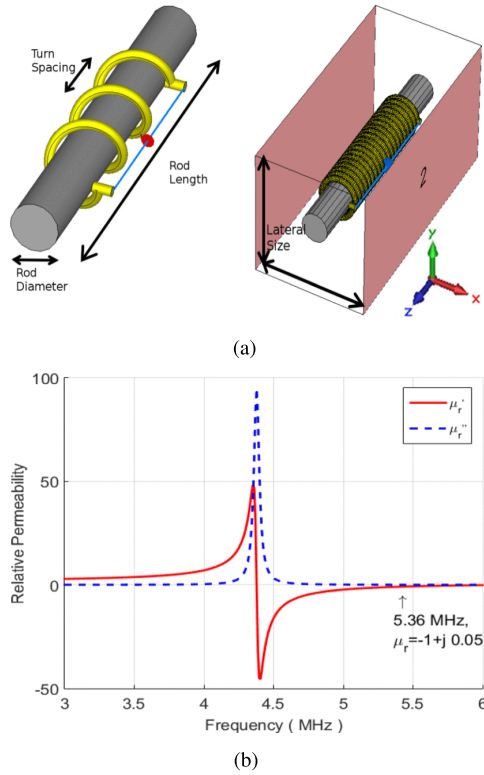 Turn
Spacing
Rod
Length
Rod
Diameter
Lateral
Size
2
y
x
z
(a)
Relative Permeability
100
50
0
-50
μr'
μr''
↑
5.36 MHz,
μr=-1+j 0.05
3
3.5
4
4.5
5
5.5
6
Frequency ( MHz )
(b)